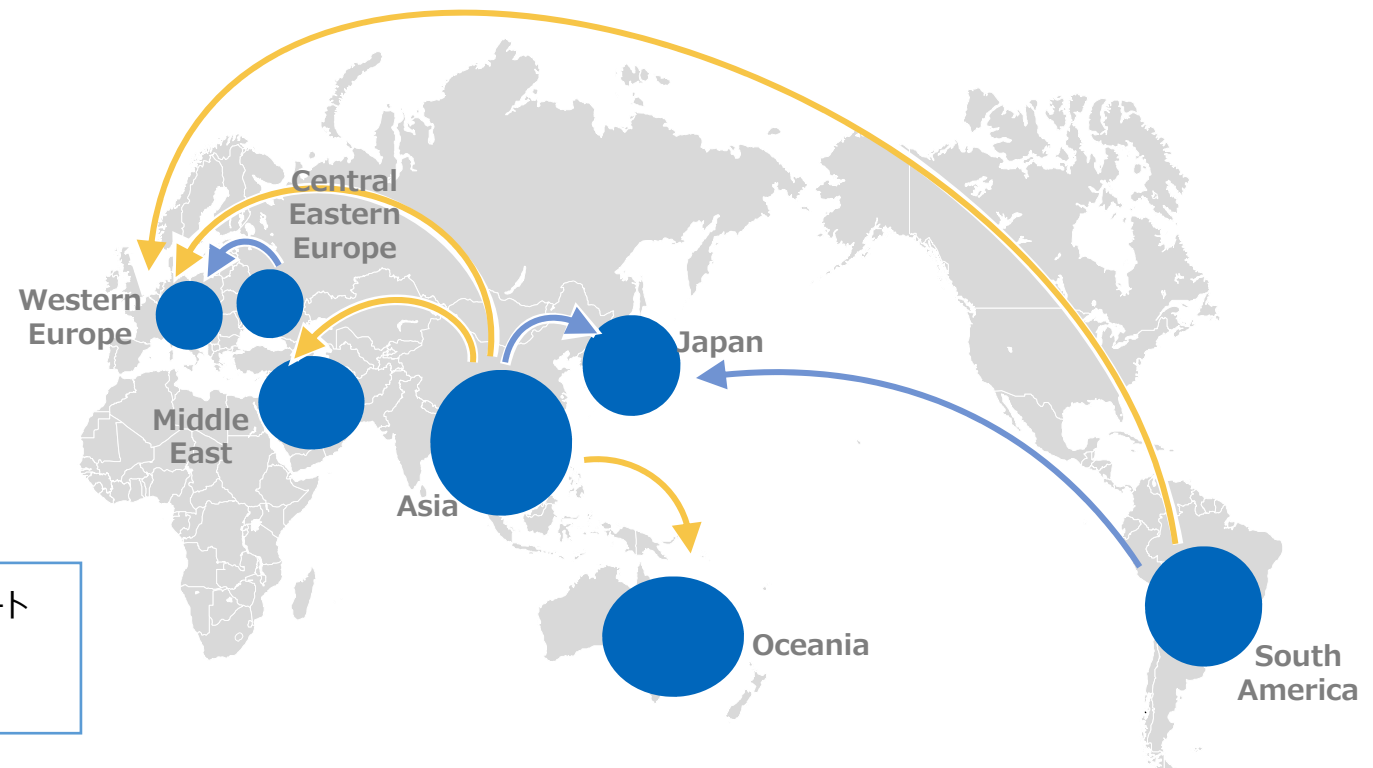 Central
Eastern
Europe
Western
Europe
Japan
Middle
East
Asia
Oceania
South
America